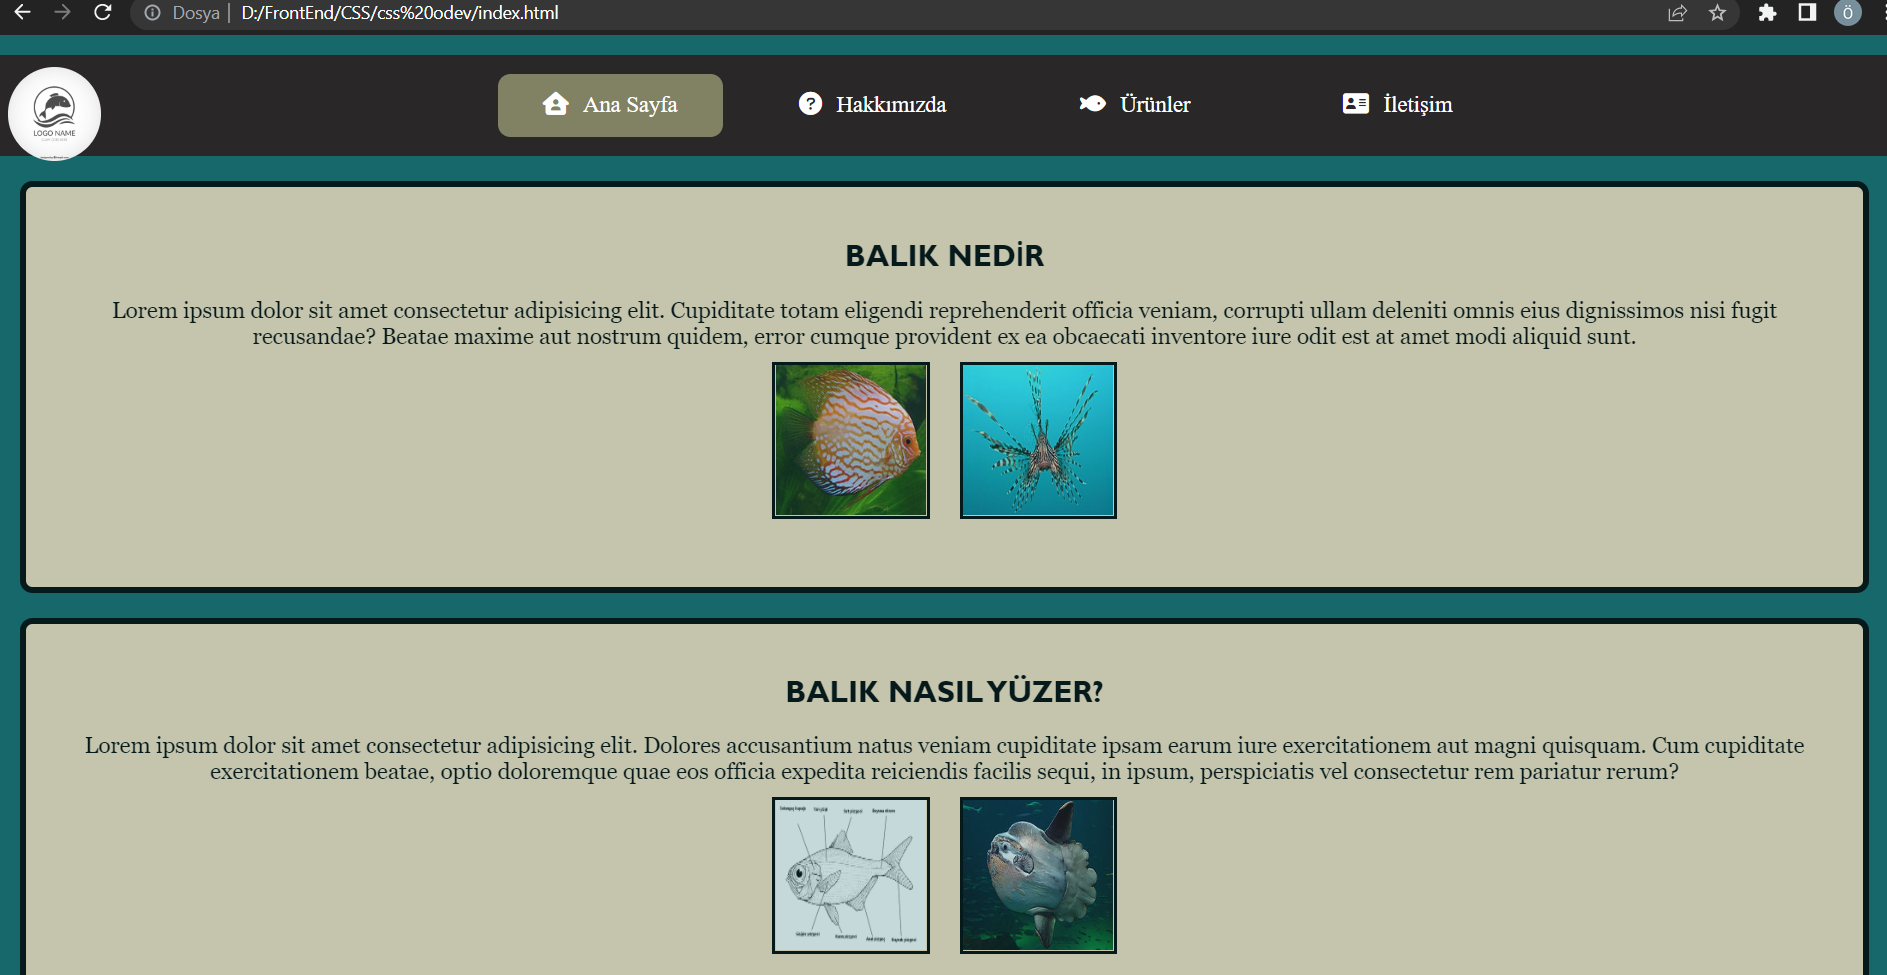 Dosya | D:/FrontEnd/CSS/css%20odev/index.html
Ö
LOGO NAME
Ana Sayfa
Hakkımızda
Ürünler
İletişim
BALIK NEDİR
Lorem ipsum dolor sit amet consectetur adipisicing elit. Cupiditate totam eligendi reprehenderit officia veniam, corrupti ullam deleniti omnis eius dignissimos nisi fugit
recusandae? Beatae maxime aut nostrum quidem, error cumque provident ex ea obcaecati inventore iure odit est at amet modi aliquid sunt.
BALIK NASIL YÜZER?
Lorem ipsum dolor sit amet consectetur adipisicing elit. Dolores accusantium natus veniam cupiditate ipsam earum iure exercitationem aut magni quisquam. Cum cupiditate
exercitationem beatae, optio doloremque quae eos officia expedita reiciendis facilis sequi, in ipsum, perspiciatis vel consectetur rem pariatur rerum?